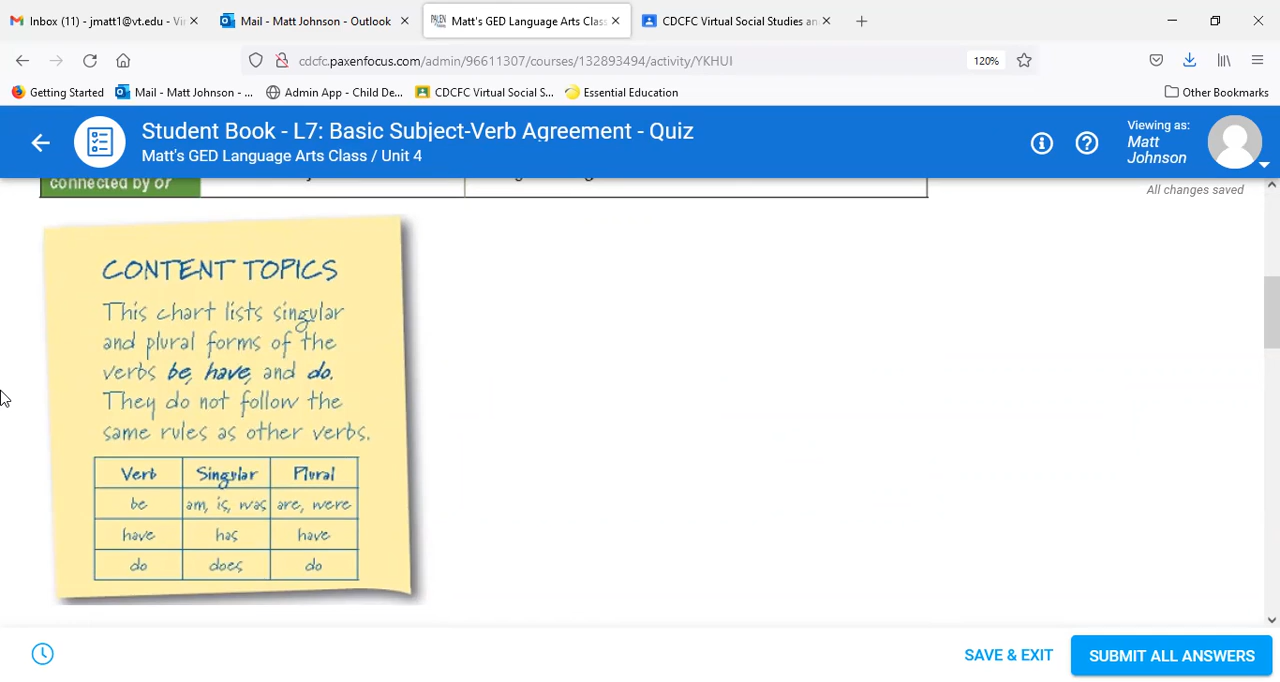 Inbox (11) - jmatt1@vt.edu - Vi
Mail - Matt Johnson - Outlook
Matt's GED Language Arts Clas
CDCFC Virtual Social Studies an
cdcfc.paxenfocus.com/admin/96611307/courses/132893494/activity/YKHUI
120%
Getting Started
Mail - Matt Johnson - ...
Admin App - Child De...
CDCFC Virtual Social S...
Essential Education
Other Bookmarks
Student Book - L7: Basic Subject-Verb Agreement - Quiz
Matt's GED Language Arts Class / Unit 4
Viewing as:
Matt
Johnson
connected by or
All changes saved
CONTENT TOPICS
This chart lists singular
and plural forms of the
verbs be, have, and do.
They do not follow the
same rules as other verbs.
Verb Singular Plural
be am, is, was are, were
have has have
do does do
SAVE & EXIT
SUBMIT ALL ANSWERS